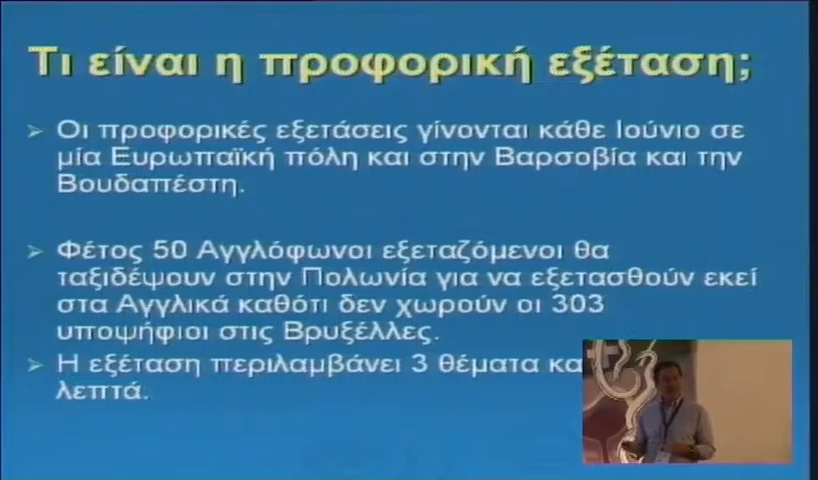 Τι είναι η προφορική εξέταση;
Οι προφορικές εξετάσεις γίνονται κάθε Ιούνιο σε
μία Ευρωπαϊκή πόλη και στην Βαρσοβία και την
Βουδαπέστη.
Φέτος 50 Αγγλόφωνοι εξεταζόμενοι θα
ταξιδέψουν στην Πολωνία για να εξετασθούν εκεί
στα Αγγλικά καθότι δεν χωρούν οι 303
υποψήφιοι στις Βρυξέλλες.
Η εξέταση περιλαμβάνει 3 θέματα
λεπτά.